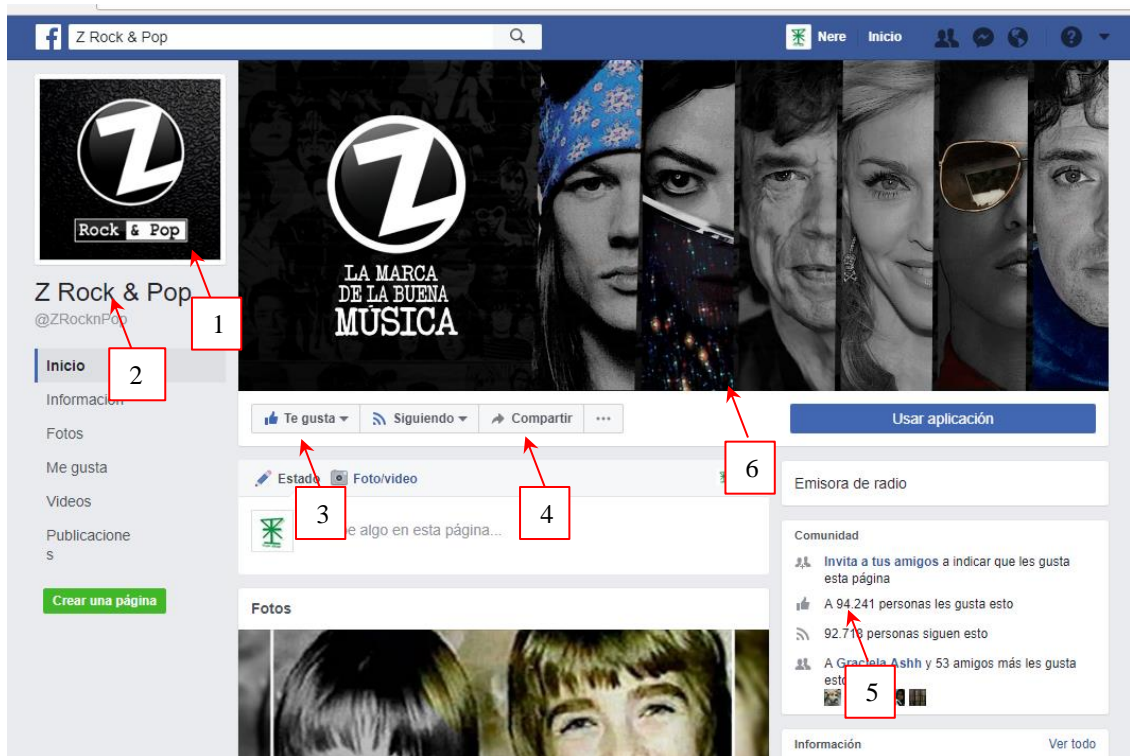 Z Rock & Pop
Nere Inicio
Z
Rock & Pop
Z
LA MARCA
DE LA BUENA
MÚSICA
1
Z Rock & Pop
@ZRocknPop
2
Inicio
Información
Fotos
Me gusta
Videos
Publicacione
s
Crear una página
Te gusta Siguiendo Compartir ...
Usar aplicación
6
Estado Foto/video
3
4
algo en esta página...
Fotos
Emisora de radio
Comunidad
Invita a tus amigos a indicar que les gusta
esta página
A 94.241 personas les gusta esto
92.718 personas siguen esto
A Graciela Ashh y 53 amigos más les gusta
esto
5
Información Ver todo